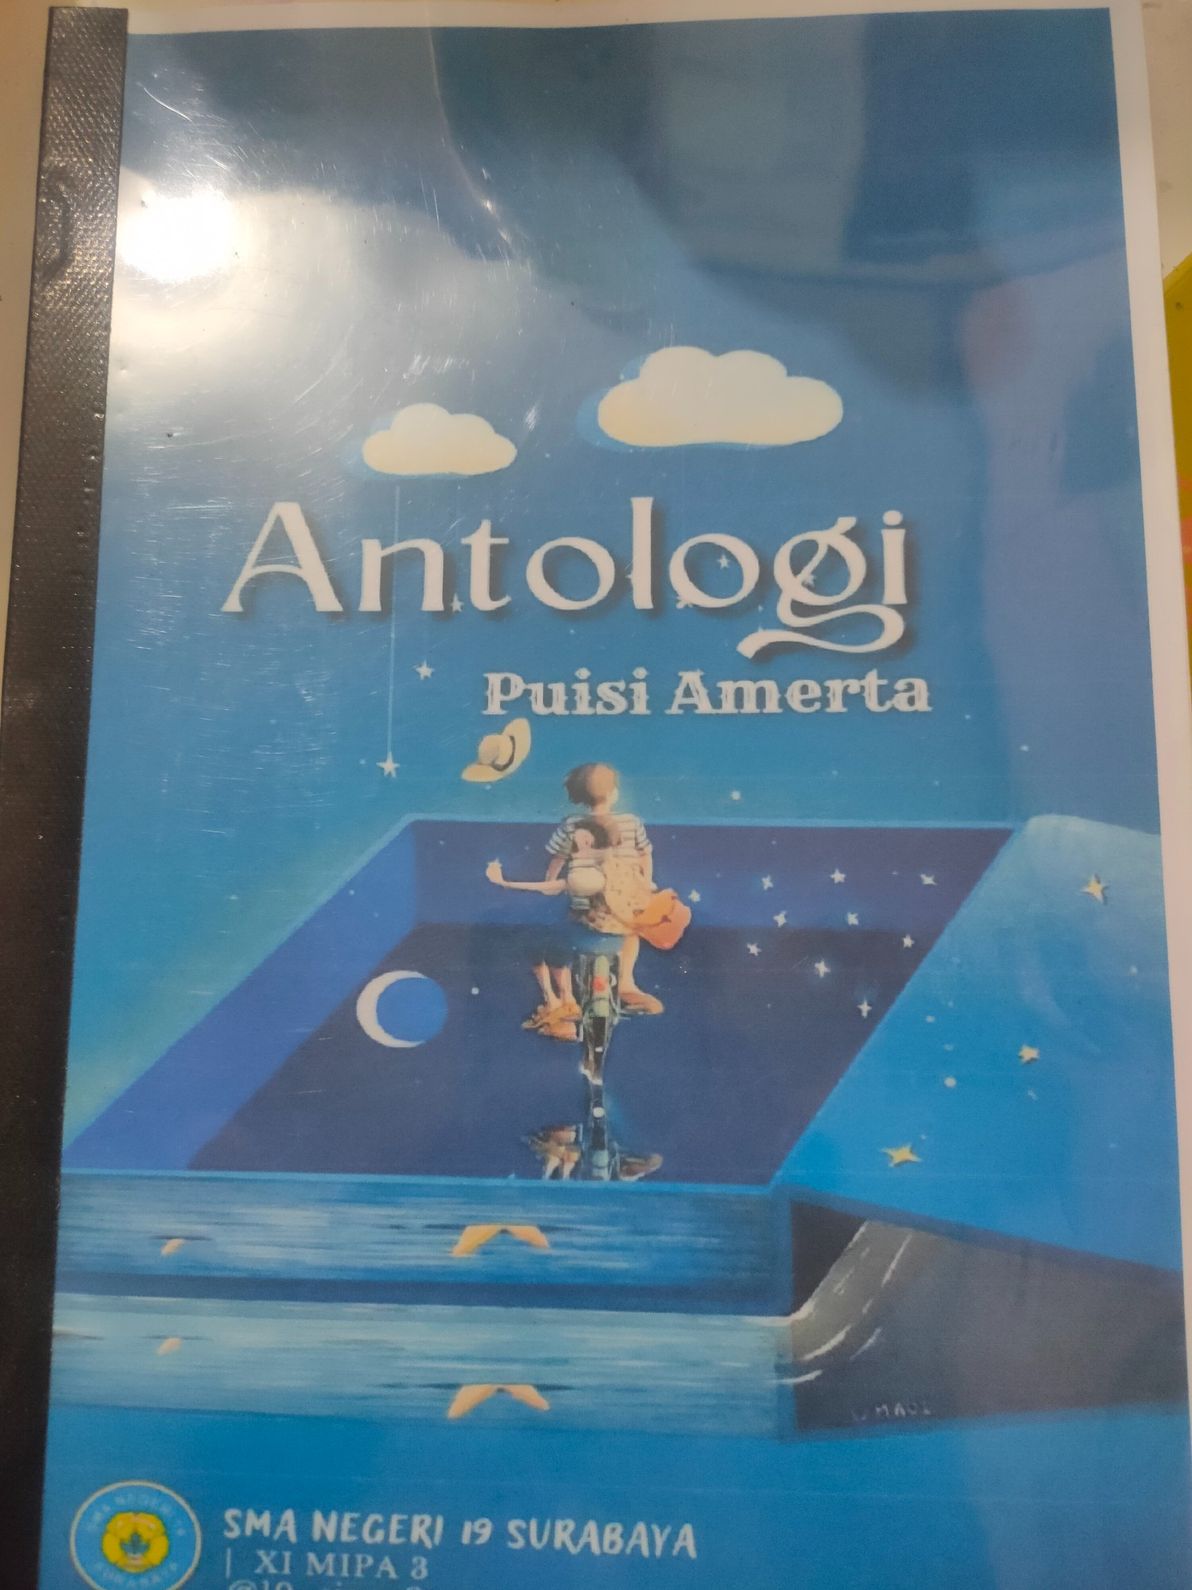 Antologi
Puisi Amerta
SMA NEGERI 19 SURABAYA
| XI MIPA 3